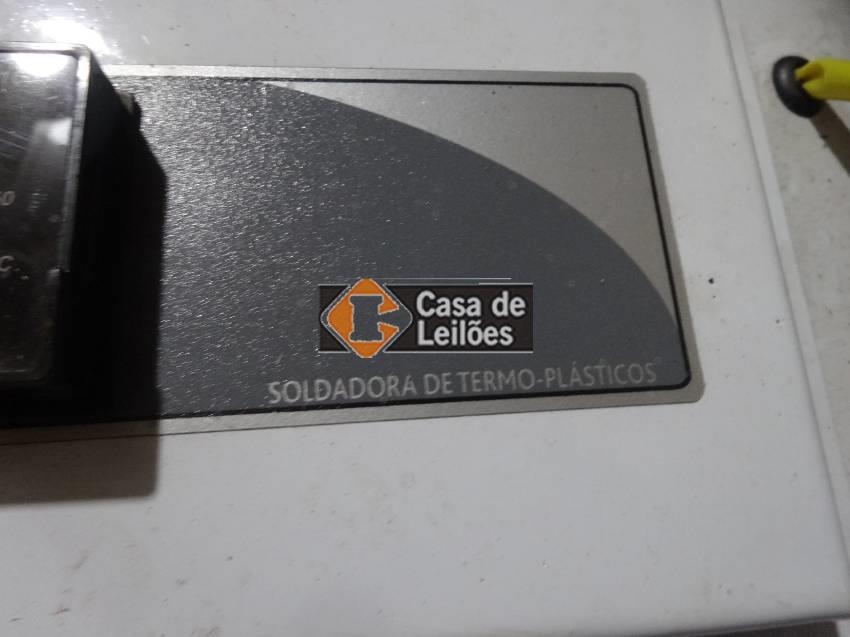 Casa de
Leilões
SOLDADORA DE TERMO-PLÁSTICOS
C.